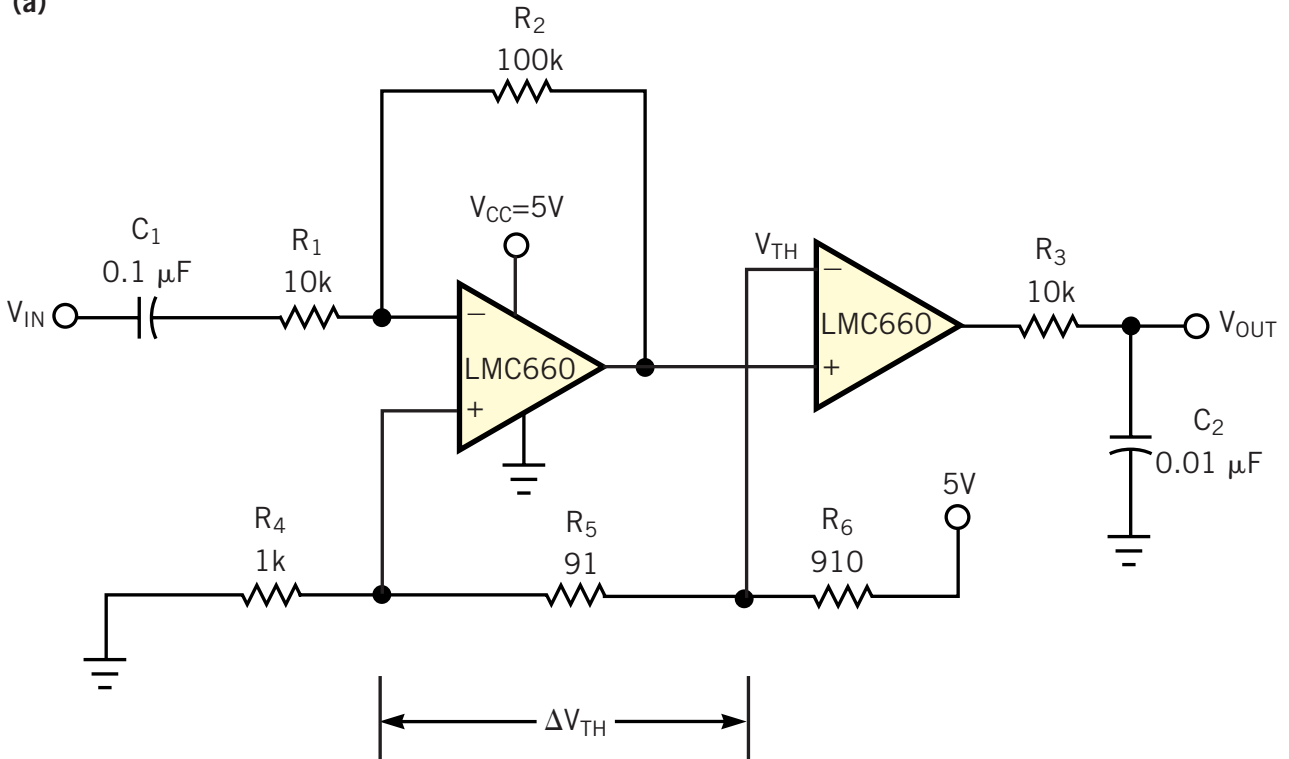 (a)
R2
100k
VCC=5V
C1
0.1 μF
R1
10k
VTH
R3
10k
VIN
−
−
LMC660
VOUT
LMC660
+
+
C2
0.01 μF
5V
R4
1k
R5
91
R6
910
ΔVTH